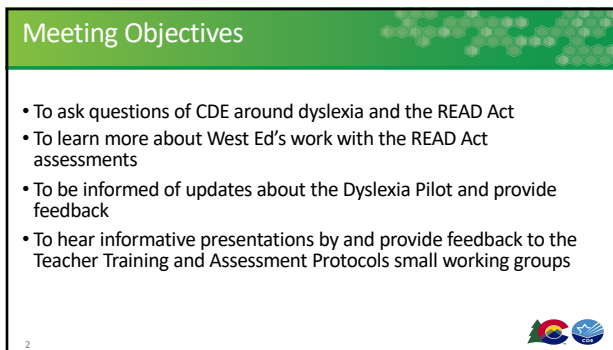 Meeting Objectives
• To ask questions of CDE around dyslexia and the READ Act
• To learn more about West Ed's work with the READ Act
assessments
• To be informed of updates about the Dyslexia Pilot and provide
feedback
• To hear informative presentations by and provide feedback to the
Teacher Training and Assessment Protocols small working groups
2
CDE